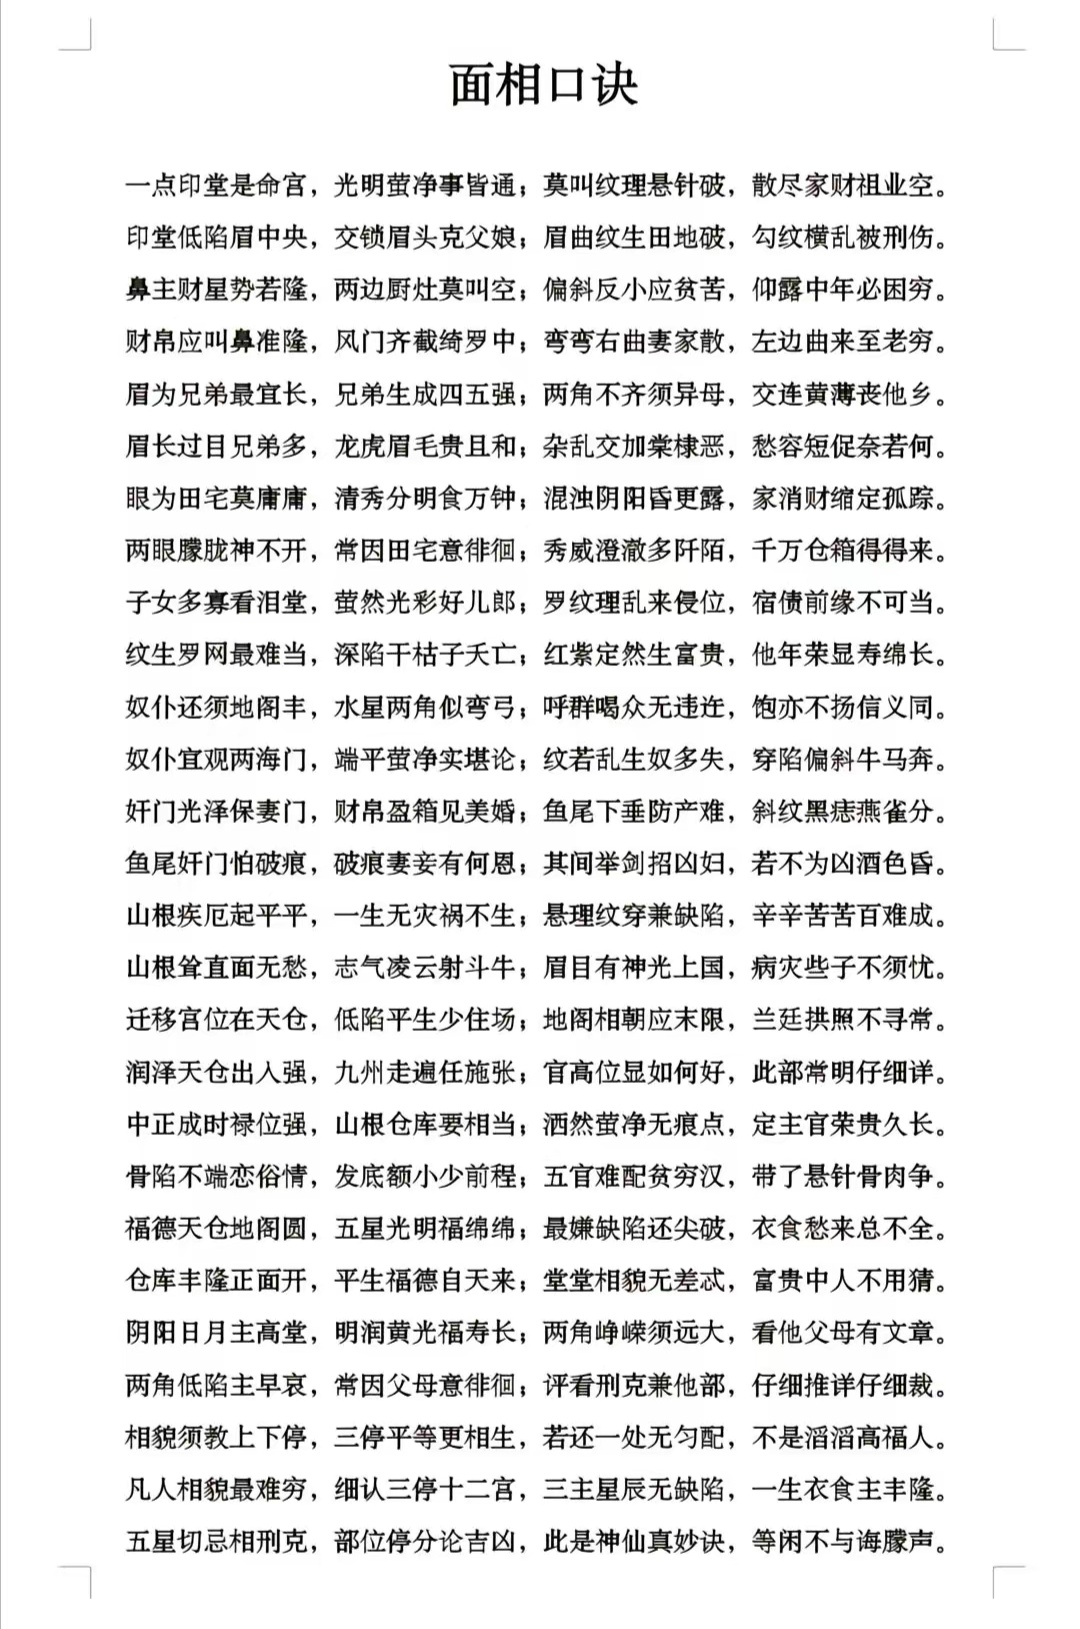 面相口诀
一点印堂是命宫，光明萤净事皆通；莫叫纹理悬针破，散尽家财祖业空。
印堂低陷眉中央，交锁眉头克父娘；眉曲纹生田地破，勾纹横乱被刑伤。
鼻主财星势若隆，两边厨灶莫叫空；偏斜反小应贫苦，仰露中年必困穷。
财帛应叫鼻准隆，风门齐截绮罗中；弯弯右曲妻家散，左边曲来至老穷。
眉为兄弟最宜长，兄弟生成四五强；两角不齐须异母，交连黄薄丧他乡。
眉长过目兄弟多，龙虎眉毛贵且和；杂乱交加棠棣恶，愁容短促奈若何。
眼为田宅莫庸庸，清秀分明食万钟；混浊阴阳昏更露，家消财缩定孤踪。
两眼朦胧神不开，常因田宅意徘徊；秀威澄澈多阡陌，千万仓箱得得来。
子女多寡看泪堂，萤然光彩好儿郎；罗纹理乱来侵位，宿债前缘不可当。
纹生罗网最难当，深陷干枯子夭亡；红紫定然生富贵，他年荣显寿绵长。
奴仆还须地阁丰，水星两角似弯弓；呼群喝众无违迕，饱亦不扬信义同。
奴仆宜观两海门，端平萤净实堪论；纹若乱生奴多失，穿陷偏斜牛马奔。
奸门光泽保妻门，财帛盈箱见美婚；鱼尾下垂防产难，斜纹黑痣燕雀分。
鱼尾奸门怕破痕，破痕妻妾有何恩；其间举剑招凶妇，若不为凶酒色昏。
山根疾厄起平平，一生无灾祸不生；悬理纹穿兼缺陷，辛辛苦苦百难成。
山根耸直面无愁，志气凌云射斗牛；眉目有神光上国，病灾些子不须忧。
迁移宫位在天仓，低陷平生少住场；地阁相朝应末限，兰廷拱照不寻常。
润泽天仓出入强，九州走遍任施张；官高位显如何好，此部常明仔细详。
中正成时禄位强，山根仓库要相当；洒然萤净无痕点，定主官荣贵久长。
骨陷不端恋俗情，发底额小少前程；五官难配贫穷汉，带了悬针骨肉争。
福德天仓地阁圆，五星光明福绵绵；最嫌缺陷还尖破，衣食愁来总不全。
仓库丰隆正面开，平生福德自天来；堂堂相貌无差忒，富贵中人不用猜。
阴阳日月主高堂，明润黄光福寿长；两角峥嵘须远大，看他父母有文章。
两角低陷主早哀，常因父母意徘徊；评看刑克兼他部，仔细推详仔细裁。
相貌须教上下停，三停平等更相生，若还一处无匀配，不是滔滔高福人。
凡人相貌最难穷，细认三停十二宫，三主星辰无缺陷，一生衣食主丰隆。
五星切忌相刑克，部位停分论吉凶，此是神仙真妙诀，等闲不与诲朦声。